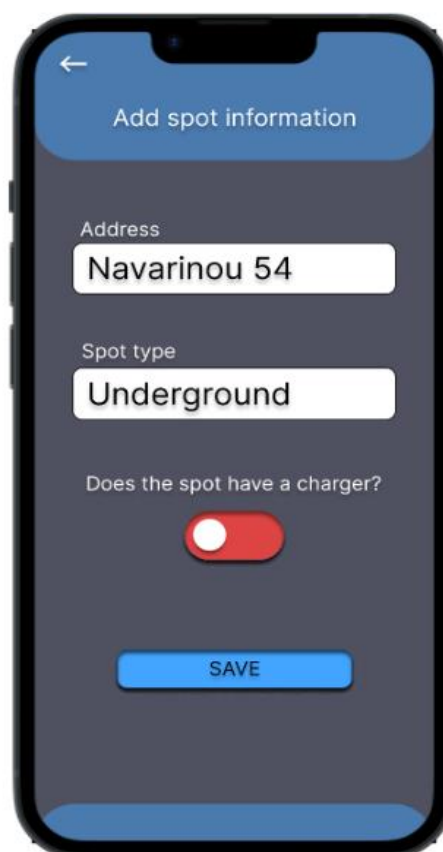 Add spot information
Address
Navarinou 54
Spot type
Underground
Does the spot have a charger?
SAVE